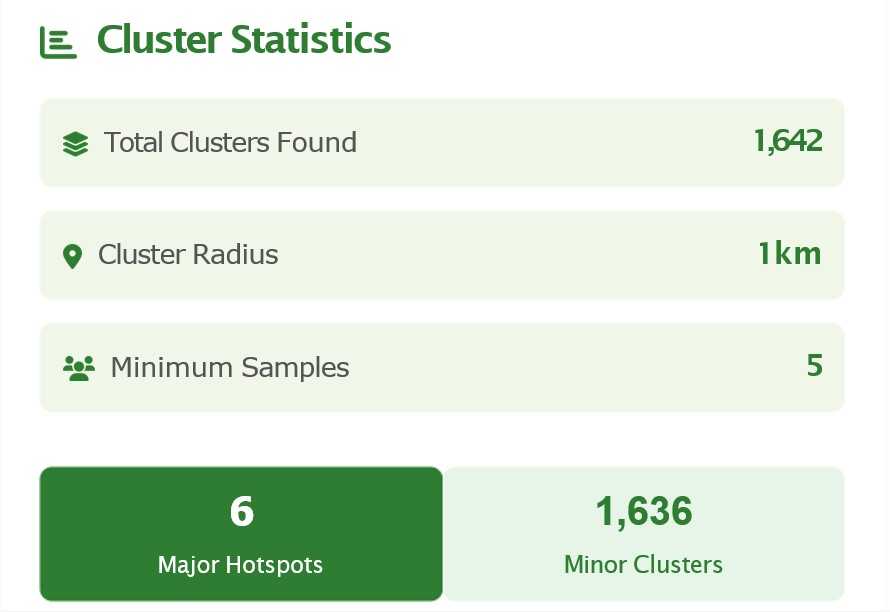 Cluster Statistics
Total Clusters Found 1,642
Cluster Radius 1km
Minimum Samples 5
6 1,636
Major Hotspots Minor Clusters